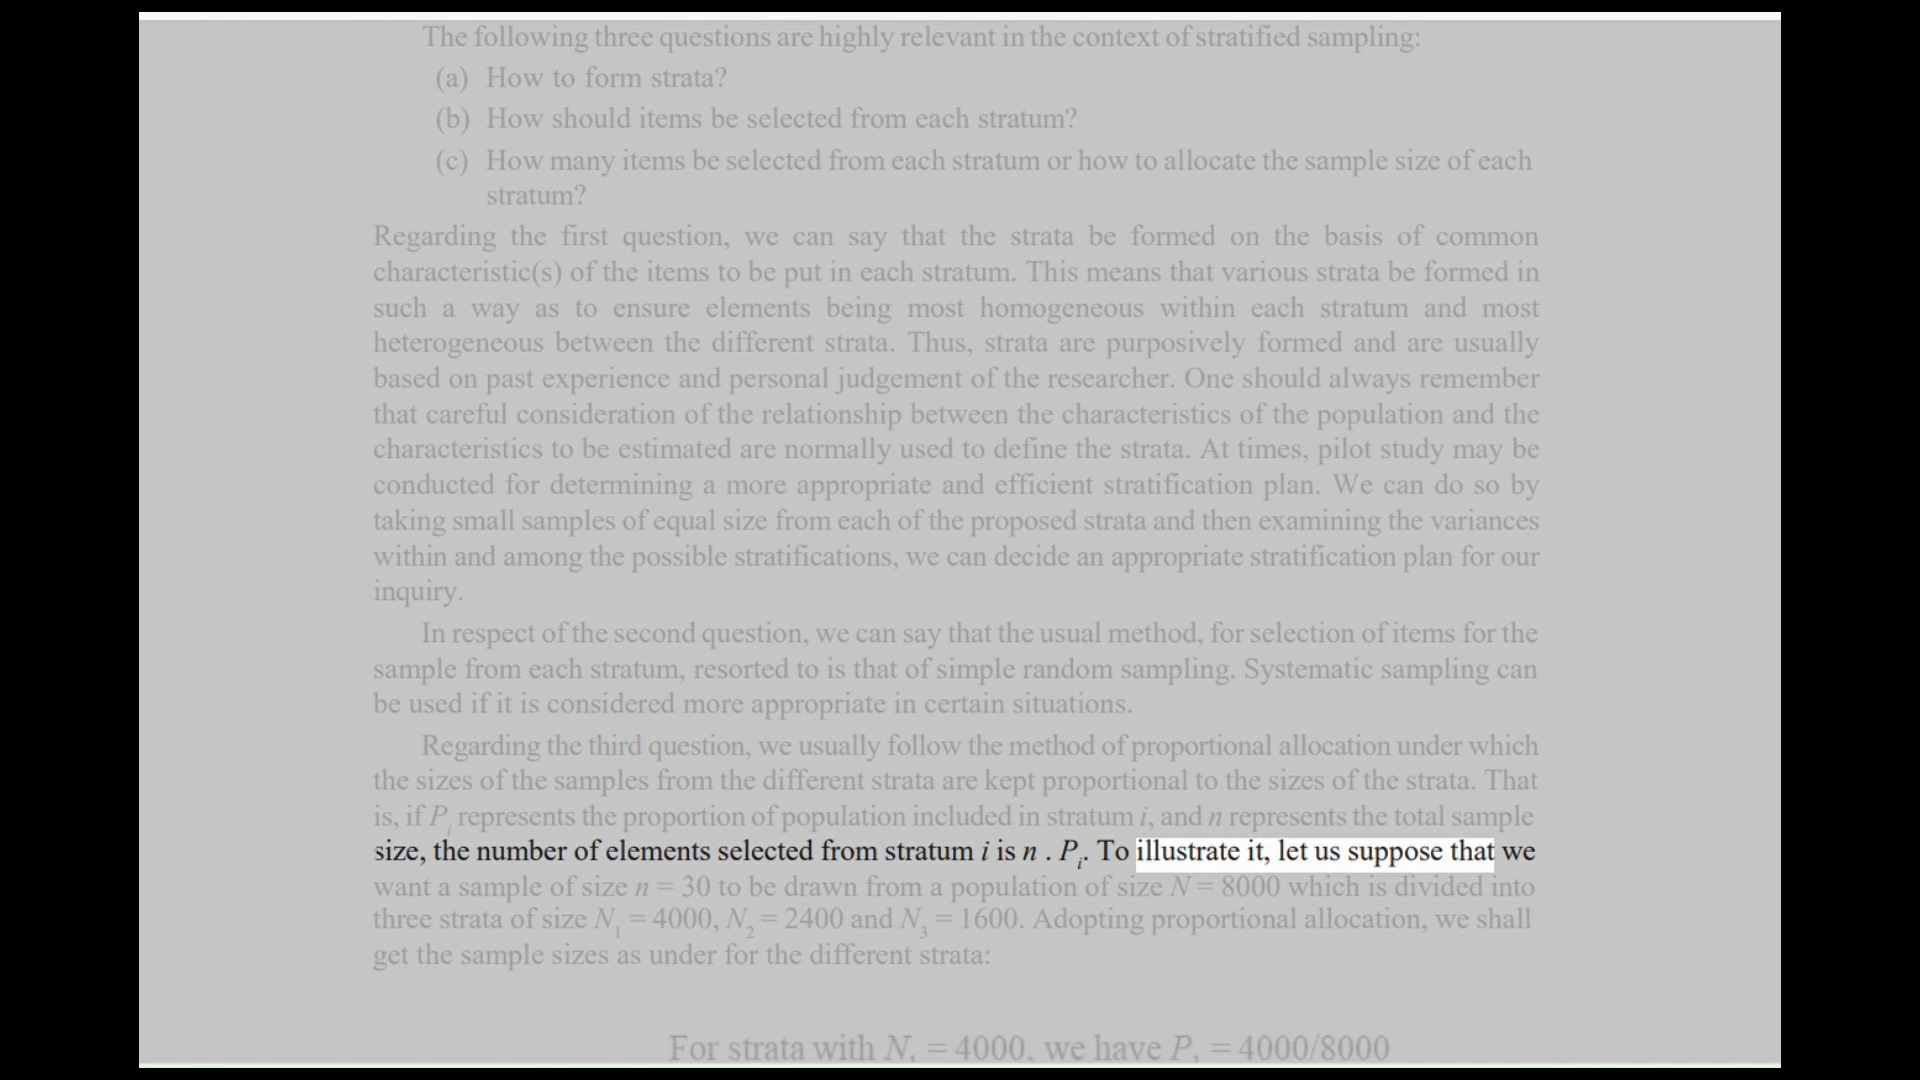 The following three questions are highly relevant in the context of stratified sampling:
(a) How to form strata?
(b) How should items be selected from each stratum?
(c) How many items be selected from each stratum or how to allocate the sample size of each
stratum?
Regarding the first question, we can say that the strata be formed on the basis of common
characteristic(s) of the items to be put in each stratum. This means that various strata be formed in
such a way as to ensure elements being most homogeneous within each stratum and most
heterogeneous between the different strata. Thus, strata are purposively formed and are usually
based on past experience and personal judgement of the researcher. One should always remember
that careful consideration of the relationship between the characteristics of the population and the
characteristics to be estimated are normally used to define the strata. At times, pilot study may be
conducted for determining a more appropriate and efficient stratification plan. We can do so by
taking small samples of equal size from each of the proposed strata and then examining the variances
within and among the possible stratifications, we can decide an appropriate stratification plan for our
inquiry.
In respect of the second question, we can say that the usual method, for selection of items for the
sample from each stratum, resorted to is that of simple random sampling. Systematic sampling can
be used if it is considered more appropriate in certain situations.
Regarding the third question, we usually follow the method of proportional allocation under which
the sizes of the samples from the different strata are kept proportional to the sizes of the strata. That
is, if Pᵢ represents the proportion of population included in stratum i, and n represents the total sample
size, the number of elements selected from stratum i is n . Pᵢ. To illustrate it, let us suppose that we
want a sample of size n = 30 to be drawn from a population of size N = 8000 which is divided into
three strata of size N₁ = 4000, N₂ = 2400 and N₃ = 1600. Adopting proportional allocation, we shall
get the sample sizes as under for the different strata:
For strata with N₁ = 4000, we have P₁ = 4000/8000